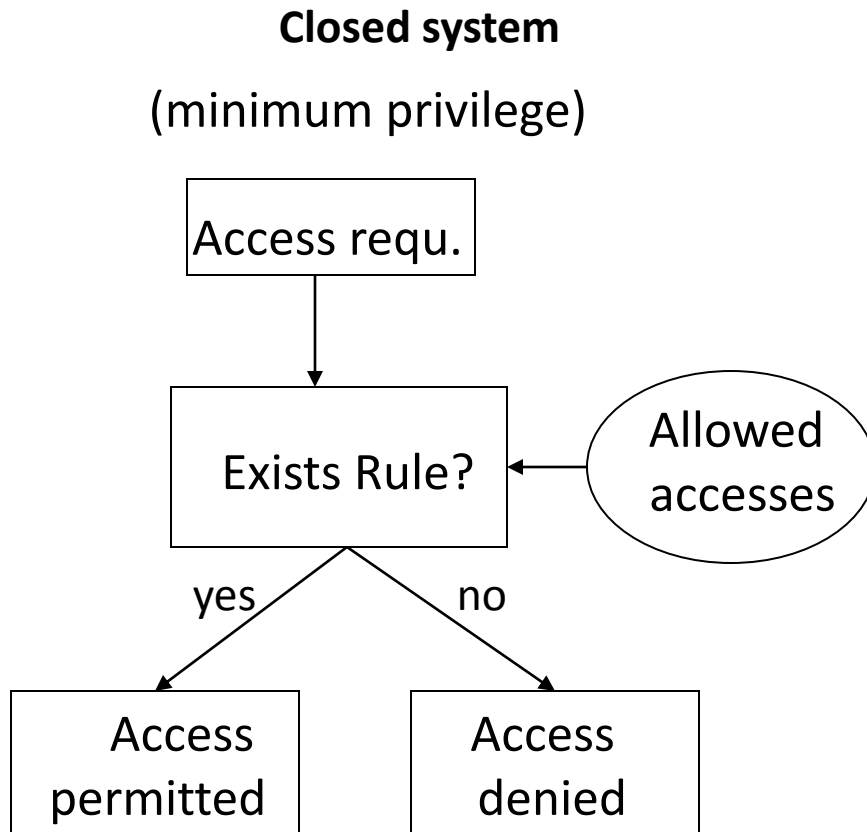 Closed system
(minimum privilege)
Access requ.
Exists Rule?
Allowed
accesses
yes
no
Access
permitted
Access
denied